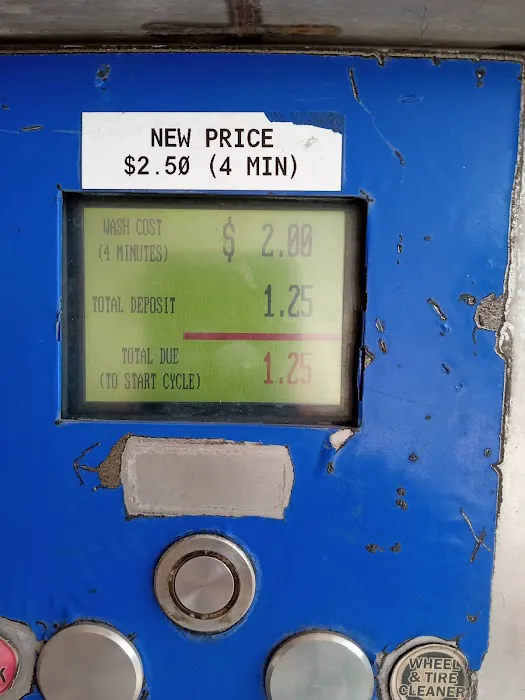 NEW PRICE
$2.50 (4 MIN)
WASH COST
(4 MINUTES)
$ 2.00
TOTAL DEPOSIT
1.25
TOTAL DUE
(TO START CYCLE)
1.25
WHEEL
& TIRE
CLEANER